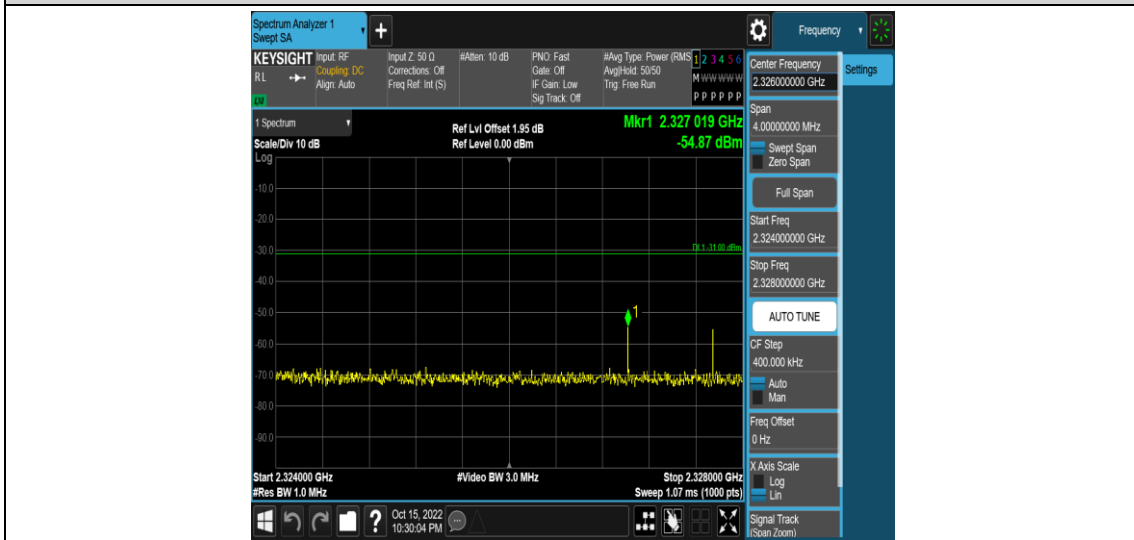 Spectrum Analyzer 1
Swept SA
+
Frequency
KEYSIGHT
RL
LXI
Input: RF
Coupling: DC
Align: Auto
Input Z: 50 Ω
Corrections: Off
Freq Ref: Int (S)
#Atten: 10 dB
PNO: Fast
Gate: Off
IF Gain: Low
Sig Track: Off
#Avg Type: Power (RMS
Avg|Hold: 50/50
Trig: Free Run
1 2 3 4 5 6
M W W W W W
P P P P P P
1 Spectrum
Scale/Div 10 dB
Log
Ref Lvl Offset 1.95 dB
Ref Level 0.00 dBm
Mkr1 2.327 019 GHz
-54.87 dBm
-10.0
-20.0
-30.0
DL1 -31.00 dBm
-40.0
-50.0
1
-60.0
-70.0
-80.0
-90.0
Start 2.324000 GHz
#Res BW 1.0 MHz
#Video BW 3.0 MHz
Stop 2.328000 GHz
Sweep 1.07 ms (1000 pts)
Center Frequency
2.326000000 GHz
Settings
Span
4.00000000 MHz
Swept Span
Zero Span
Full Span
Start Freq
2.324000000 GHz
Stop Freq
2.328000000 GHz
AUTO TUNE
CF Step
400.000 kHz
Auto
Man
Freq Offset
0 Hz
X Axis Scale
Log
Lin
Signal Track
(Span Zoom)
?
Oct 15, 2022
10:30:04 PM